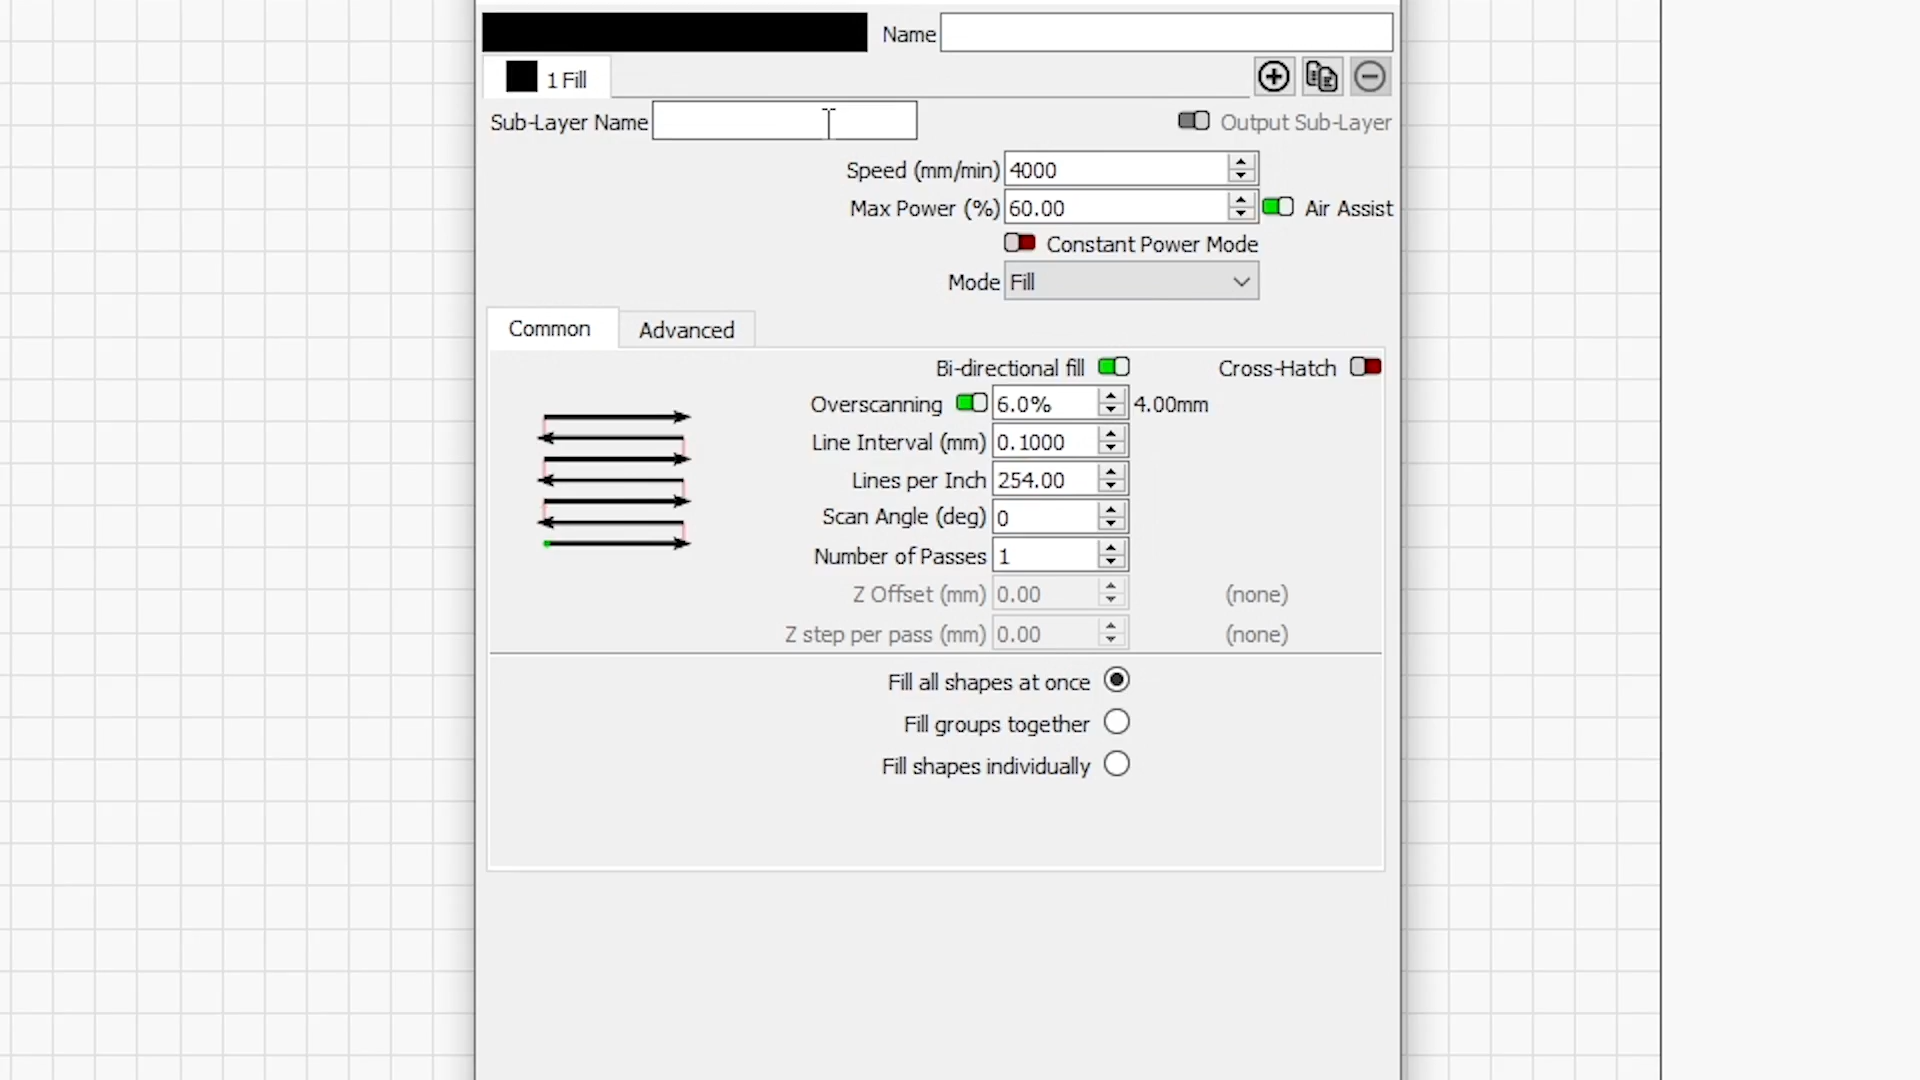 Name
1 Fill
Sub-Layer Name
Output Sub-Layer
Speed (mm/min) 4000
Max Power (%) 60.00 Air Assist
Constant Power Mode
Mode Fill
Common Advanced
Bi-directional fill Cross-Hatch
Overscanning 6.0% 4.00mm
Line Interval (mm) 0.1000
Lines per Inch 254.00
Scan Angle (deg) 0
Number of Passes 1
Z Offset (mm) 0.00 (none)
Z step per pass (mm) 0.00 (none)
Fill all shapes at once
Fill groups together
Fill shapes individually